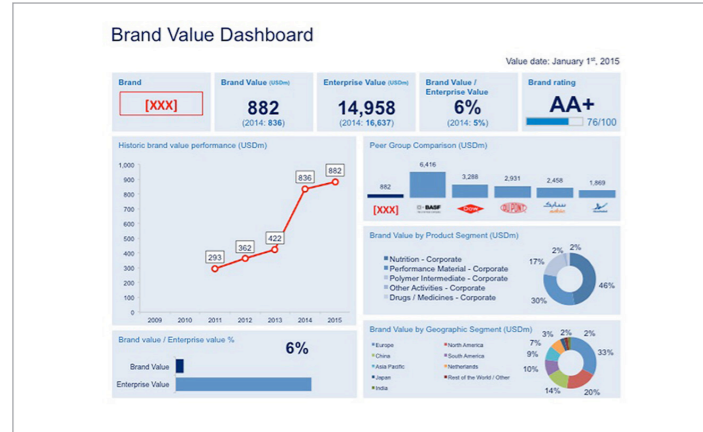 Brand Value Dashboard
Value date: January 1st, 2015
Brand
[XXX]
Brand Value (USDm)
882
(2014: 836)
Enterprise Value (USDm)
14,958
(2014: 16,637)
Brand Value /
Enterprise Value
6%
(2014: 5%)
Brand rating
AA+
76/100
Historic brand value performance (USDm)
1,000
900
800
700
600
500
400
300
200
100
0
293
362
422
836
882
2009 2010 2011 2012 2013 2014 2015
Brand value / Enterprise value %
6%
Brand Value
Enterprise Value
Peer Group Comparison (USDm)
882 6,416 3,288 2,931 2,458 1,869
[XXX] BASF Dow DUPONT سابك sabic
Brand Value by Product Segment (USDm)
Nutrition - Corporate
Performance Material - Corporate
Polymer Intermediate - Corporate
Other Activities - Corporate
Drugs / Medicines - Corporate
2% 2%
17%
46%
30%
Brand Value by Geographic Segment (USDm)
Europe North America
China South America
Asia Pacific Netherlands
Japan Rest of the World / Other
India
3% 2% 2%
7%
33%
9%
10%
14% 20%